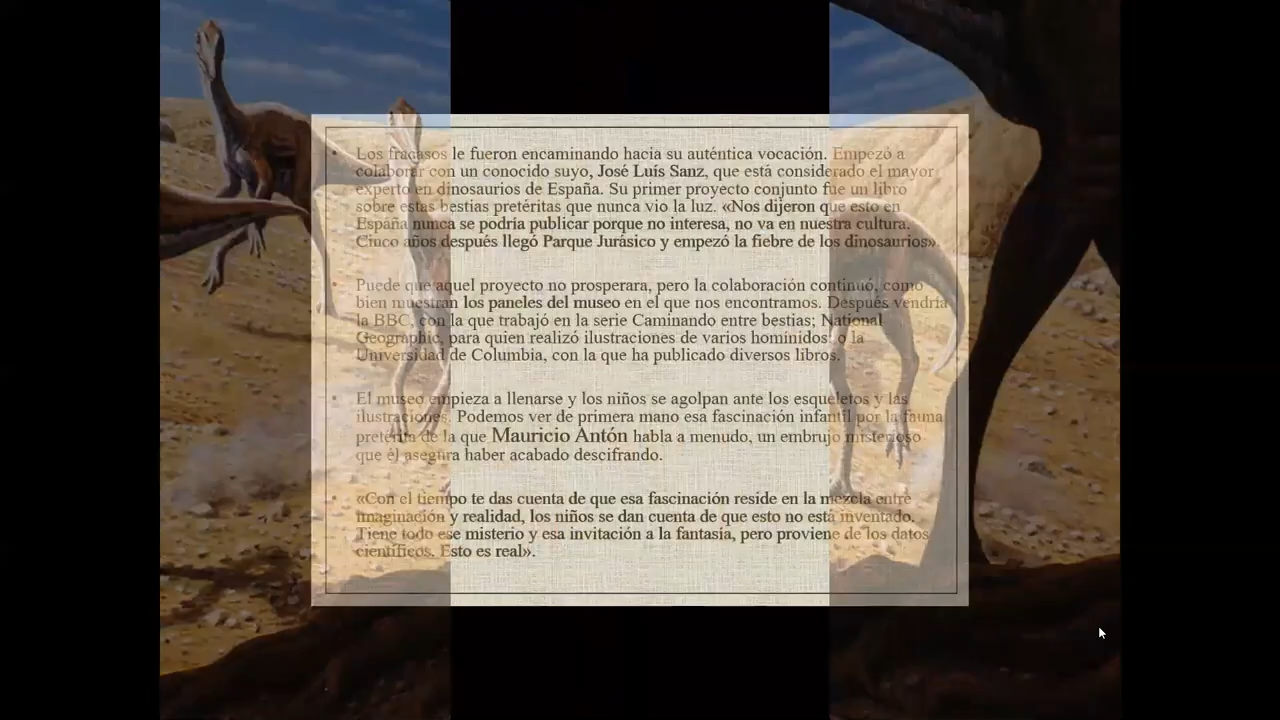 • Los fracasos le fueron encaminando hacia su auténtica vocación. Empezó a
colaborar con un conocido suyo, José Luis Sanz, que está considerado el mayor
experto en dinosaurios de España. Su primer proyecto conjunto fue un libro
sobre estas bestias pretéritas que nunca vio la luz. «Nos dijeron que esto en
España nunca se podría publicar porque no interesa, no va en nuestra cultura.
Cinco años después llegó Parque Jurásico y empezó la fiebre de los dinosaurios».
• Puede que aquel proyecto no prosperara, pero la colaboración continuó, como
bien muestran los paneles del museo en el que nos encontramos. Después vendría
la BBC, con la que trabajó en la serie Caminando entre bestias; National
Geographic, para quien realizó ilustraciones de varios homínidos; o la
Universidad de Columbia, con la que ha publicado diversos libros.
• El museo empieza a llenarse y los niños se agolpan ante los esqueletos y las
ilustraciones. Podemos ver de primera mano esa fascinación infantil por la fauna
pretérita de la que Mauricio Antón habla a menudo, un embrujo misterioso
que él asegura haber acabado descifrando.
• «Con el tiempo te das cuenta de que esa fascinación reside en la mezcla entre
imaginación y realidad, los niños se dan cuenta de que esto no está inventado.
Tiene todo ese misterio y esa invitación a la fantasía, pero proviene de los datos
científicos. Esto es real».